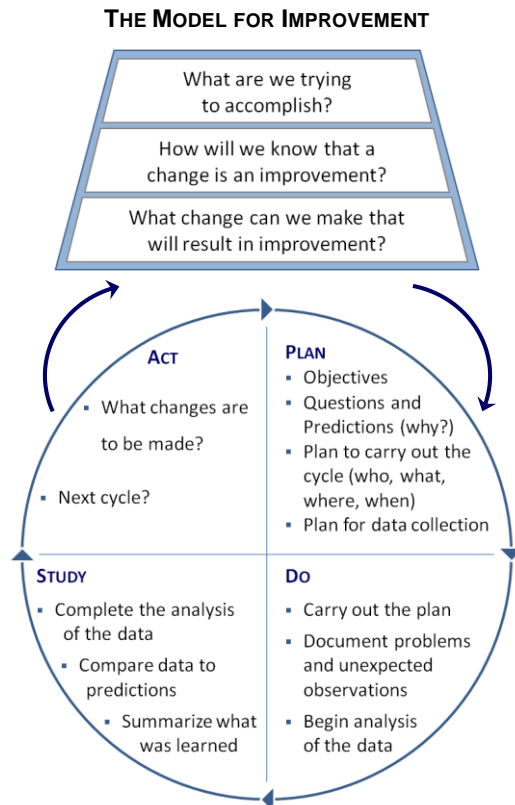 THE MODEL FOR IMPROVEMENT
What are we trying
to accomplish?
How will we know that a
change is an improvement?
What change can we make that
will result in improvement?
ACT
▪ What changes are
to be made?
▪ Next cycle?
PLAN
▪ Objectives
▪ Questions and
Predictions (why?)
▪ Plan to carry out the
cycle (who, what,
where, when)
▪ Plan for data collection
STUDY
▪ Complete the analysis
of the data
▪ Compare data to
predictions
▪ Summarize what
was learned
DO
▪ Carry out the plan
▪ Document problems
and unexpected
observations
▪ Begin analysis
of the data